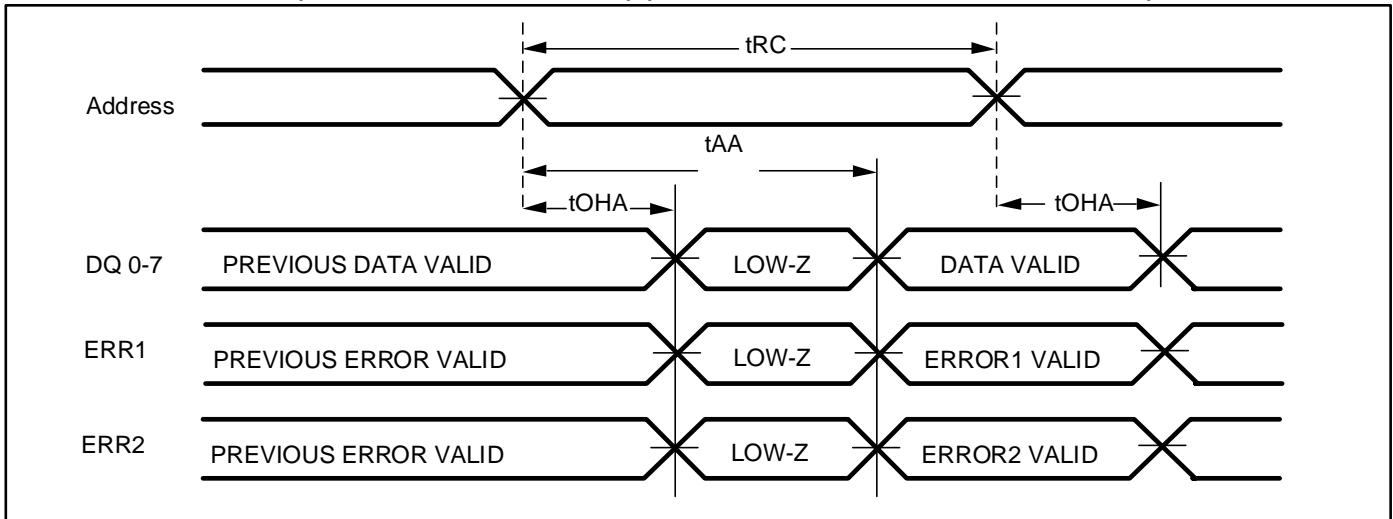 tRC
Address
tAA
tOHA
tOHA
DQ 0-7 PREVIOUS DATA VALID LOW-Z DATA VALID
ERR1 PREVIOUS ERROR VALID LOW-Z ERROR1 VALID
ERR2 PREVIOUS ERROR VALID LOW-Z ERROR2 VALID